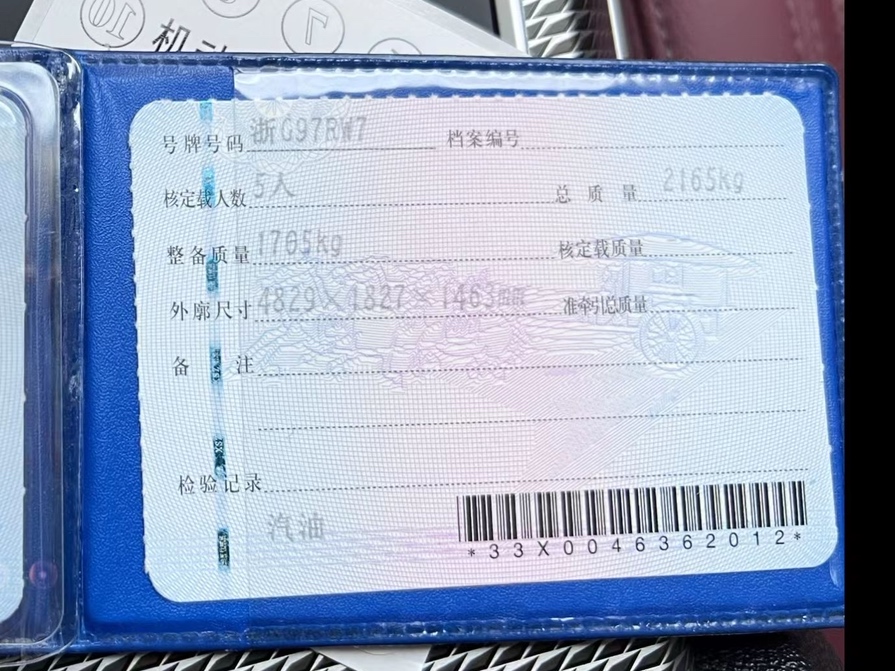 机动
号牌号码 浙G97RW7 档案编号
核定载人数 5人 总质量 2165kg
整备质量 1705kg 核定载质量
外廓尺寸 4829×1827×1463mm 准牵引总质量
备注
检验记录
汽油
*33X0046362012*